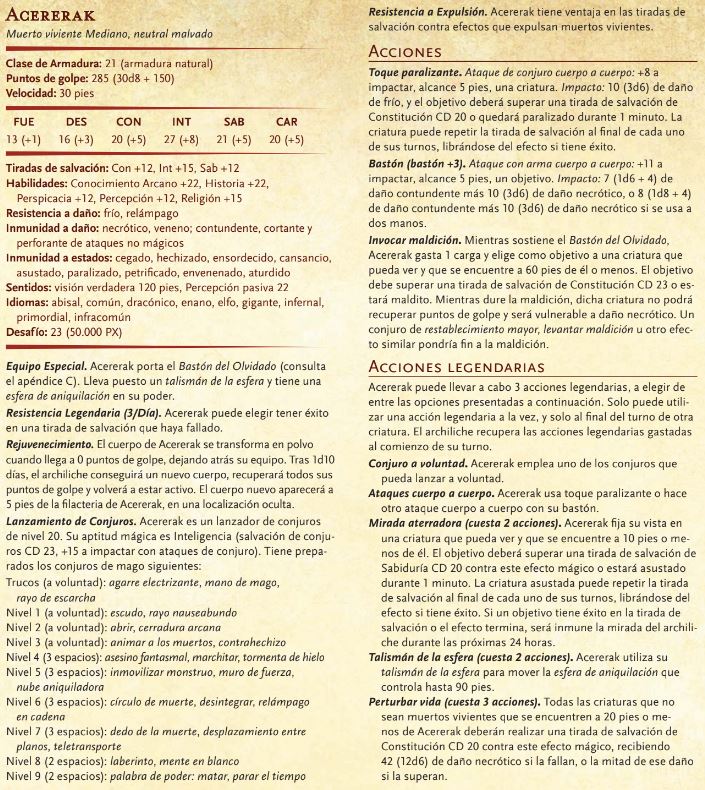 ACERERAK
Muerto viviente Mediano, neutral malvado
Clase de Armadura: 21 (armadura natural)
Puntos de golpe: 285 (30d8 + 150)
Velocidad: 30 pies
FUE DES CON INT SAB CAR
13 (+1) 16 (+3) 20 (+5) 27 (+8) 21 (+5) 20 (+5)
Tiradas de salvación: Con +12, Int +15, Sab +12
Habilidades: Conocimiento Arcano +22, Historia +22,
Perspicacia +12, Percepción +12, Religión +15
Resistencia a daño: frío, relámpago
Inmunidad a daño: necrótico, veneno; contundente, cortante y
perforante de ataques no mágicos
Inmunidad a estados: cegado, hechizado, ensordecido, cansancio,
asustado, paralizado, petrificado, envenenado, aturdido
Sentidos: visión verdadera 120 pies, Percepción pasiva 22
Idiomas: abisal, común, dracónico, enano, elfo, gigante, infernal,
primordial, infracomún
Desafío: 23 (50.000 PX)
Equipo Especial. Acererak porta el Bastón del Olvidado (consulta
el apéndice C). Lleva puesto un talismán de la esfera y tiene una
esfera de aniquilación en su poder.
Resistencia Legendaria (3/Día). Acererak puede elegir tener éxito
en una tirada de salvación que haya fallado.
Rejuvenecimiento. El cuerpo de Acererak se transforma en polvo
cuando llega a 0 puntos de golpe, dejando atrás su equipo. Tras 1d10
días, el archiliche conseguirá un nuevo cuerpo, recuperará todos sus
puntos de golpe y volverá a estar activo. El cuerpo nuevo aparecerá a
5 pies de la filacteria de Acererak, en una localización oculta.
Lanzamiento de Conjuros. Acererak es un lanzador de conjuros
de nivel 20. Su aptitud mágica es Inteligencia (salvación de conju-
ros CD 23, +15 a impactar con ataques de conjuro). Tiene prepa-
rados los conjuros de mago siguientes:
Trucos (a voluntad): agarre electrizante, mano de mago,
rayo de escarcha
Nivel 1 (a voluntad): escudo, rayo nauseabundo
Nivel 2 (a voluntad): abrir, cerradura arcana
Nivel 3 (a voluntad): animar a los muertos, contrahechizo
Nivel 4 (3 espacios): asesino fantasmal, marchitar, tormenta de hielo
Nivel 5 (3 espacios): inmovilizar monstruo, muro de fuerza,
nube aniquiladora
Nivel 6 (3 espacios): círculo de muerte, desintegrar, relámpago
en cadena
Nivel 7 (3 espacios): dedo de la muerte, desplazamiento entre
planos, teletransporte
Nivel 8 (2 espacios): laberinto, mente en blanco
Nivel 9 (2 espacios): palabra de poder: matar, parar el tiempo
Resistencia a Expulsión. Acererak tiene ventaja en las tiradas de
salvación contra efectos que expulsan muertos vivientes.
ACCIONES
Toque paralizante. Ataque de conjuro cuerpo a cuerpo: +8 a
impactar, alcance 5 pies, una criatura. Impacto: 10 (3d6) de daño
de frío, y el objetivo deberá superar una tirada de salvación de
Constitución CD 20 o quedará paralizado durante 1 minuto. La
criatura puede repetir la tirada de salvación al final de cada uno
de sus turnos, librándose del efecto si tiene éxito.
Bastón (bastón +3). Ataque con arma cuerpo a cuerpo: +11 a
impactar, alcance 5 pies, un objetivo. Impacto: 7 (1d6 + 4) de
daño contundente más 10 (3d6) de daño necrótico, o 8 (1d8 + 4)
de daño contundente más 10 (3d6) de daño necrótico si se usa a
dos manos.
Invocar maldición. Mientras sostiene el Bastón del Olvidado,
Acererak gasta 1 carga y elige como objetivo a una criatura que
pueda ver y que se encuentre a 60 pies de él o menos. El objetivo
debe superar una tirada de salvación de Constitución CD 23 o es-
tará maldito. Mientras dure la maldición, dicha criatura no podrá
recuperar puntos de golpe y será vulnerable a daño necrótico. Un
conjuro de restablecimiento mayor, levantar maldición u otro efec-
to similar pondría fin a la maldición.
ACCIONES LEGENDARIAS
Acererak puede llevar a cabo 3 acciones legendarias, a elegir de
entre las opciones presentadas a continuación. Solo puede utili-
zar una acción legendaria a la vez, y solo al final del turno de otra
criatura. El archiliche recupera las acciones legendarias gastadas
al comienzo de su turno.
Conjuro a voluntad. Acererak emplea uno de los conjuros que
pueda lanzar a voluntad.
Ataques cuerpo a cuerpo. Acererak usa toque paralizante o hace
otro ataque cuerpo a cuerpo con su bastón.
Mirada aterradora (cuesta 2 acciones). Acererak fija su vista en
una criatura que pueda ver y que se encuentre a 10 pies o me-
nos de él. El objetivo deberá superar una tirada de salvación de
Sabiduría CD 20 contra este efecto mágico o estará asustado
durante 1 minuto. La criatura asustada puede repetir la tirada
de salvación al final de cada uno de sus turnos, librándose del
efecto si tiene éxito. Si un objetivo tiene éxito en la tirada de
salvación o el efecto termina, será inmune la mirada del archili-
che durante las próximas 24 horas.
Talismán de la esfera (cuesta 2 acciones). Acererak utiliza su
talismán de la esfera para mover la esfera de aniquilación que
controla hasta 90 pies.
Perturbar vida (cuesta 3 acciones). Todas las criaturas que no
sean muertos vivientes que se encuentren a 20 pies o me-
nos de Acererak deberán realizar una tirada de salvación de
Constitución CD 20 contra este efecto mágico, recibiendo
42 (12d6) de daño necrótico si la fallan, o la mitad de ese daño
si la superan.